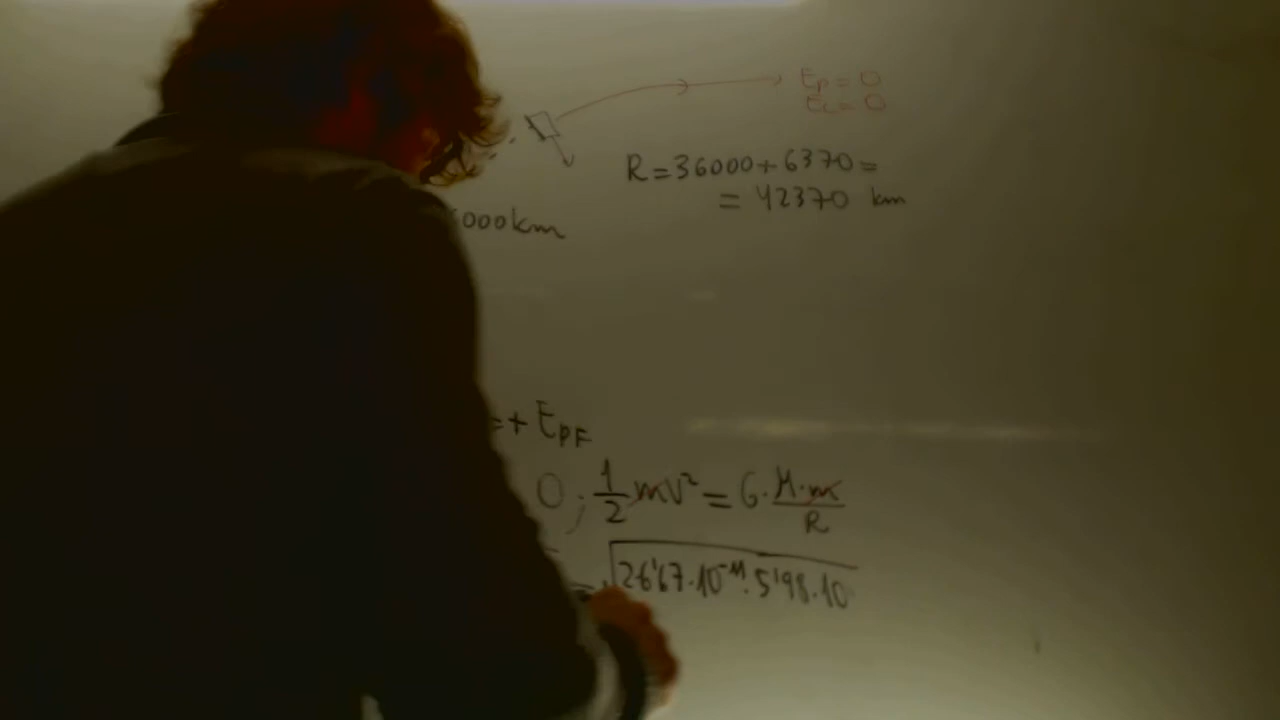 Ep = 0
Ec = 0
R = 36000 + 6370 =
= 42370 km
000km
= + EPF
0 ; 1/2 mv² = G · M·m / R
= √26'67·10⁻¹¹·5'98·10